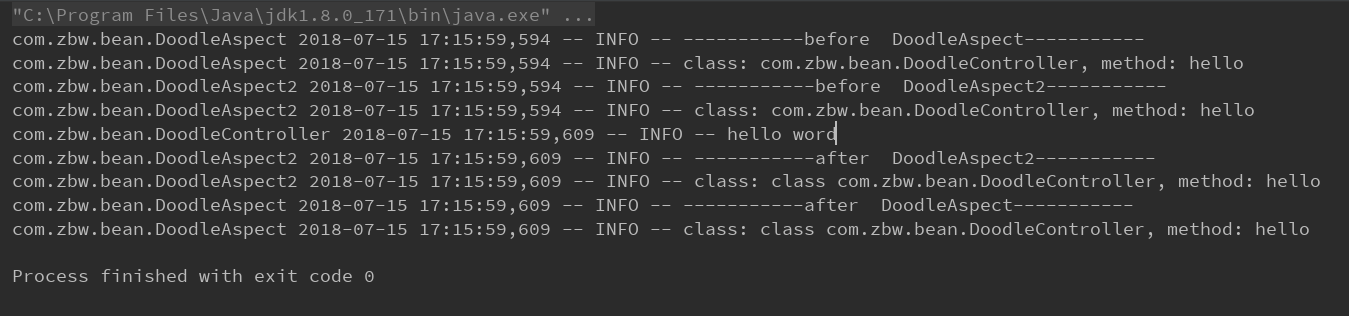 "C:\Program Files\Java\jdk1.8.0_171\bin\java.exe" ...
com.zbw.bean.DoodleAspect 2018-07-15 17:15:59,594 -- INFO -- -----------before  DoodleAspect-----------
com.zbw.bean.DoodleAspect 2018-07-15 17:15:59,594 -- INFO -- class: com.zbw.bean.DoodleController, method: hello
com.zbw.bean.DoodleAspect2 2018-07-15 17:15:59,594 -- INFO -- -----------before  DoodleAspect2-----------
com.zbw.bean.DoodleAspect2 2018-07-15 17:15:59,594 -- INFO -- class: com.zbw.bean.DoodleController, method: hello
com.zbw.bean.DoodleController 2018-07-15 17:15:59,609 -- INFO -- hello word
com.zbw.bean.DoodleAspect2 2018-07-15 17:15:59,609 -- INFO -- -----------after  DoodleAspect2-----------
com.zbw.bean.DoodleAspect2 2018-07-15 17:15:59,609 -- INFO -- class: class com.zbw.bean.DoodleController, method: hello
com.zbw.bean.DoodleAspect 2018-07-15 17:15:59,609 -- INFO -- -----------after  DoodleAspect-----------
com.zbw.bean.DoodleAspect 2018-07-15 17:15:59,609 -- INFO -- class: class com.zbw.bean.DoodleController, method: hello
Process finished with exit code 0